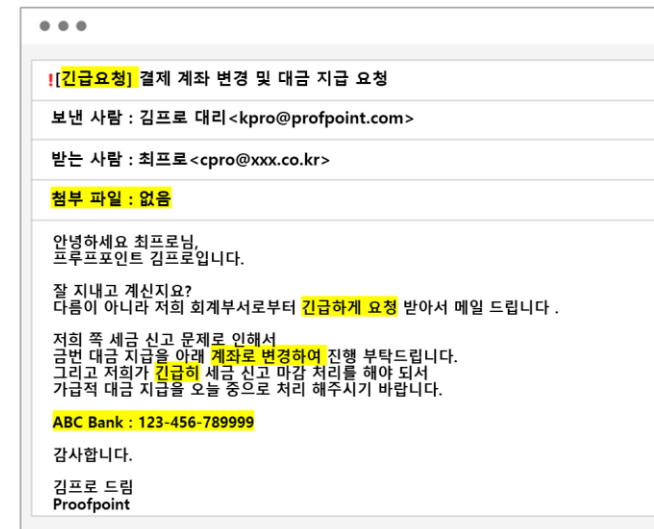 ![긴급요청] 결제 계좌 변경 및 대금 지급 요청
보낸 사람 : 김프로 대리<kpro@profpoint.com>
받는 사람 : 최프로<cpro@xxx.co.kr>
첨부 파일 : 없음
안녕하세요 최프로님,
프루프포인트 김프로입니다.
잘 지내고 계신지요?
다름이 아니라 저희 회계부서로부터 긴급하게 요청 받아서 메일 드립니다 .
저희 쪽 세금 신고 문제로 인해서
금번 대금 지급을 아래 계좌로 변경하여 진행 부탁드립니다.
그리고 저희가 긴급히 세금 신고 마감 처리를 해야 되서
가급적 대금 지급을 오늘 중으로 처리 해주시기 바랍니다.
ABC Bank : 123-456-789999
감사합니다.
김프로 드림
Proofpoint